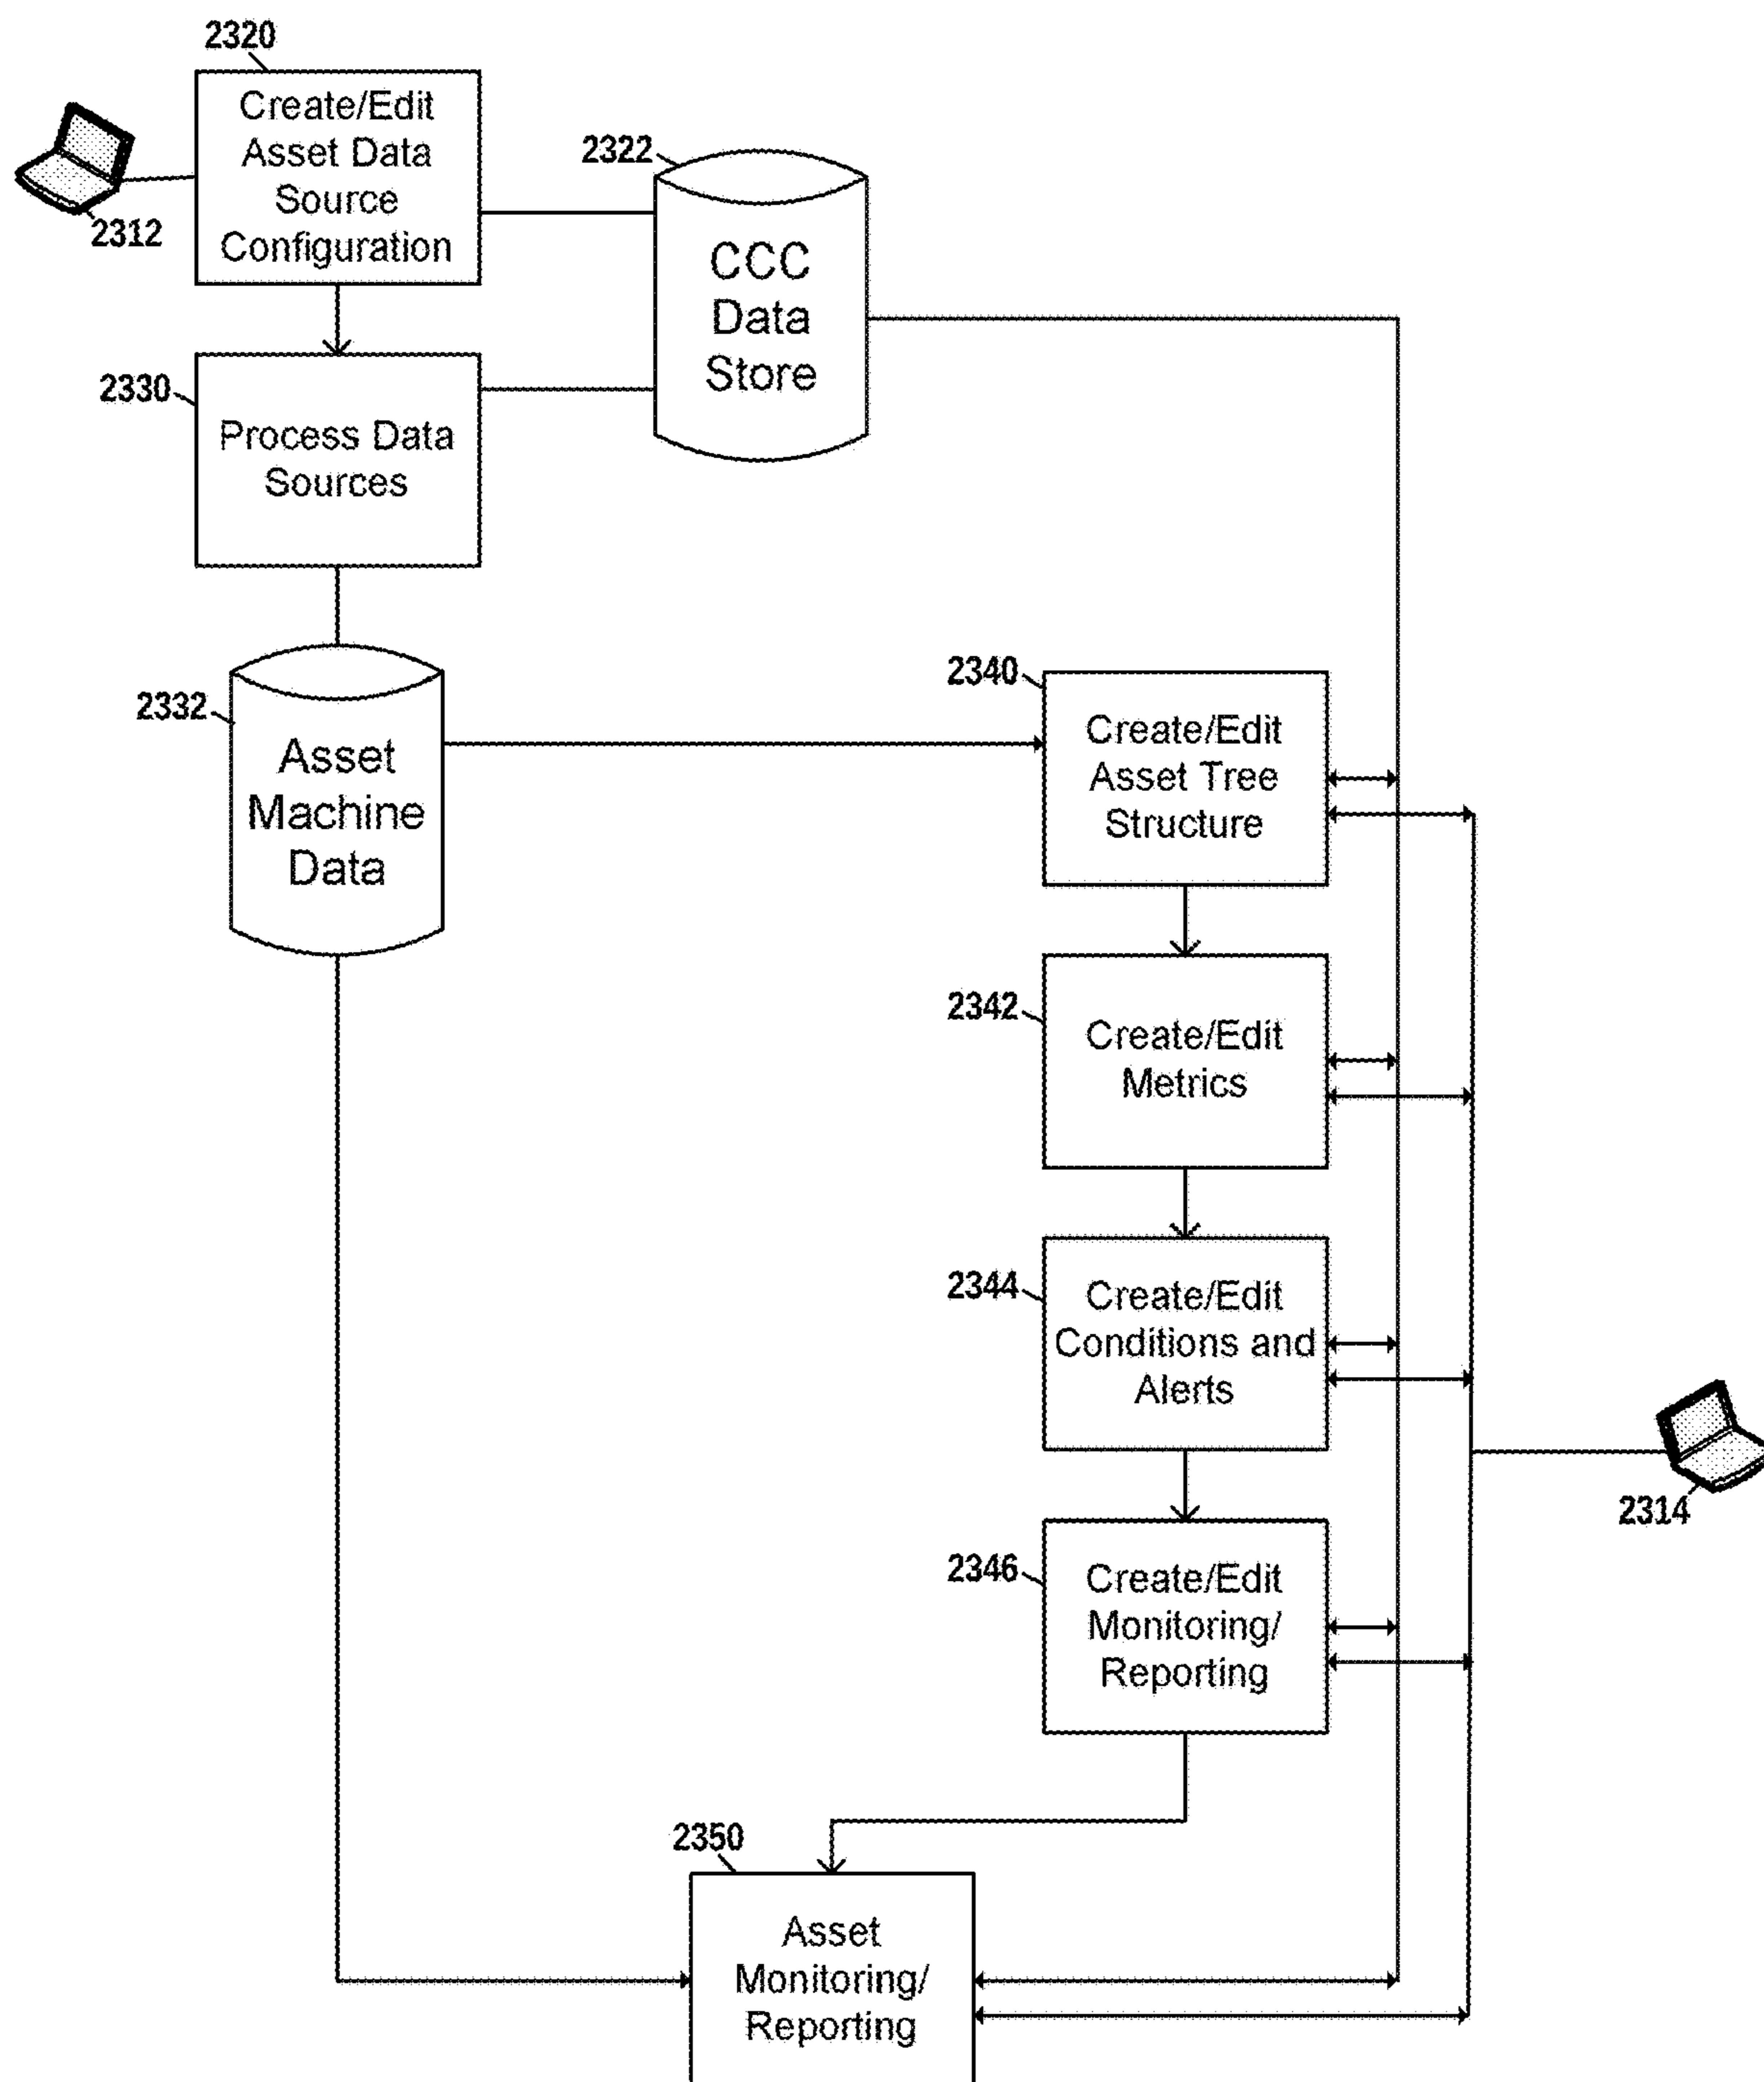 2320
Create/Edit
Asset Data
Source
Configuration
2312
2322
CCC
Data
Store
2330
Process Data
Sources
2332
Asset
Machine
Data
2340
Create/Edit
Asset Tree
Structure
2342
Create/Edit
Metrics
2344
Create/Edit
Conditions and
Alerts
2314
2346
Create/Edit
Monitoring/
Reporting
2350
Asset
Monitoring/
Reporting